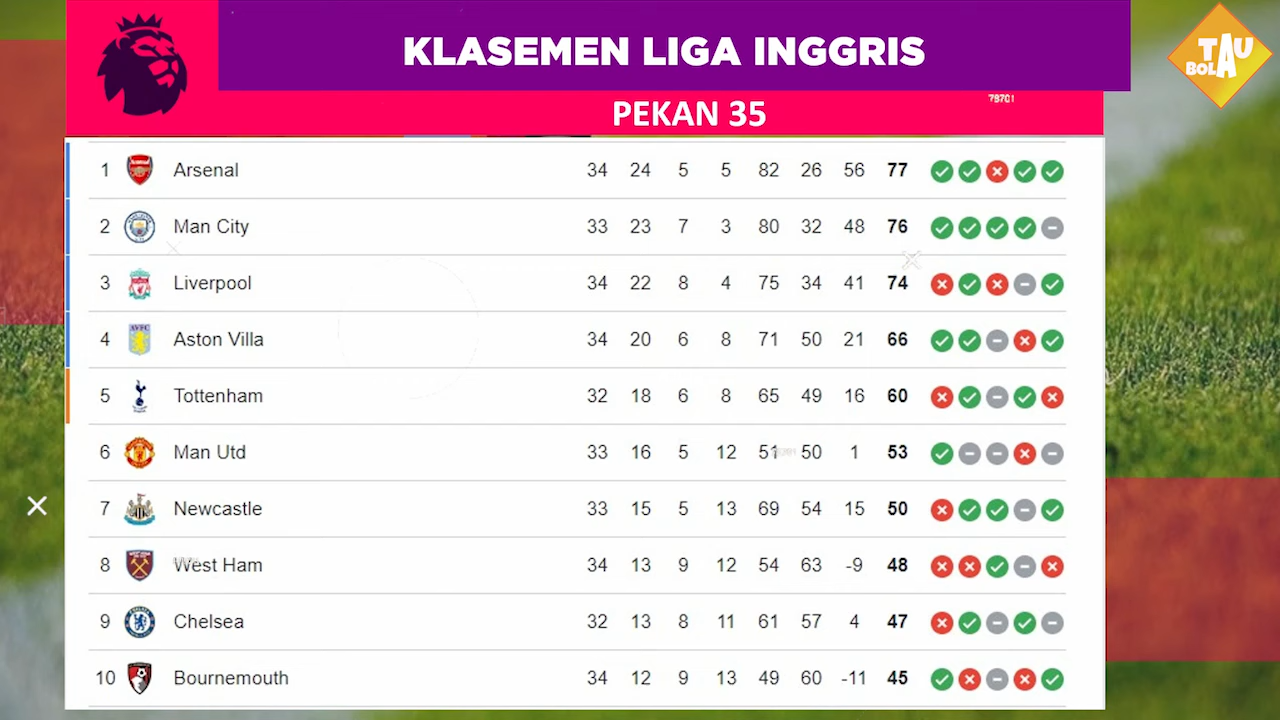 KLASEMEN LIGA INGGRIS
TAU
BOLA
PEKAN 35
78701
1 Arsenal 34 24 5 5 82 26 56 77
2 Man City 33 23 7 3 80 32 48 76
3 Liverpool 34 22 8 4 75 34 41 74
4 Aston Villa 34 20 6 8 71 50 21 66
5 Tottenham 32 18 6 8 65 49 16 60
6 Man Utd 33 16 5 12 51 50 1 53
7 Newcastle 33 15 5 13 69 54 15 50
8 West Ham 34 13 9 12 54 63 -9 48
9 Chelsea 32 13 8 11 61 57 4 47
10 Bournemouth 34 12 9 13 49 60 -11 45